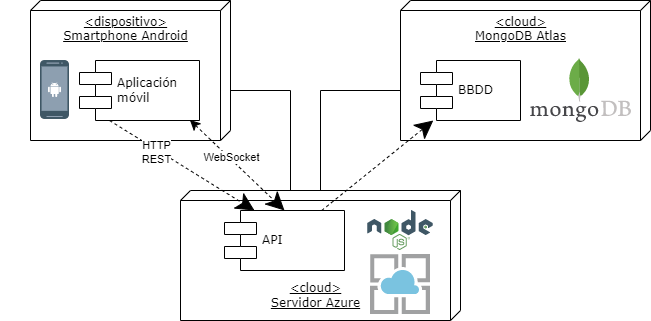 <dispositivo>
Smartphone Android
Aplicación
móvil
<cloud>
MongoDB Atlas
BBDD
mongoDB
HTTP
REST
WebSocket
API
node
JS
<cloud>
Servidor Azure